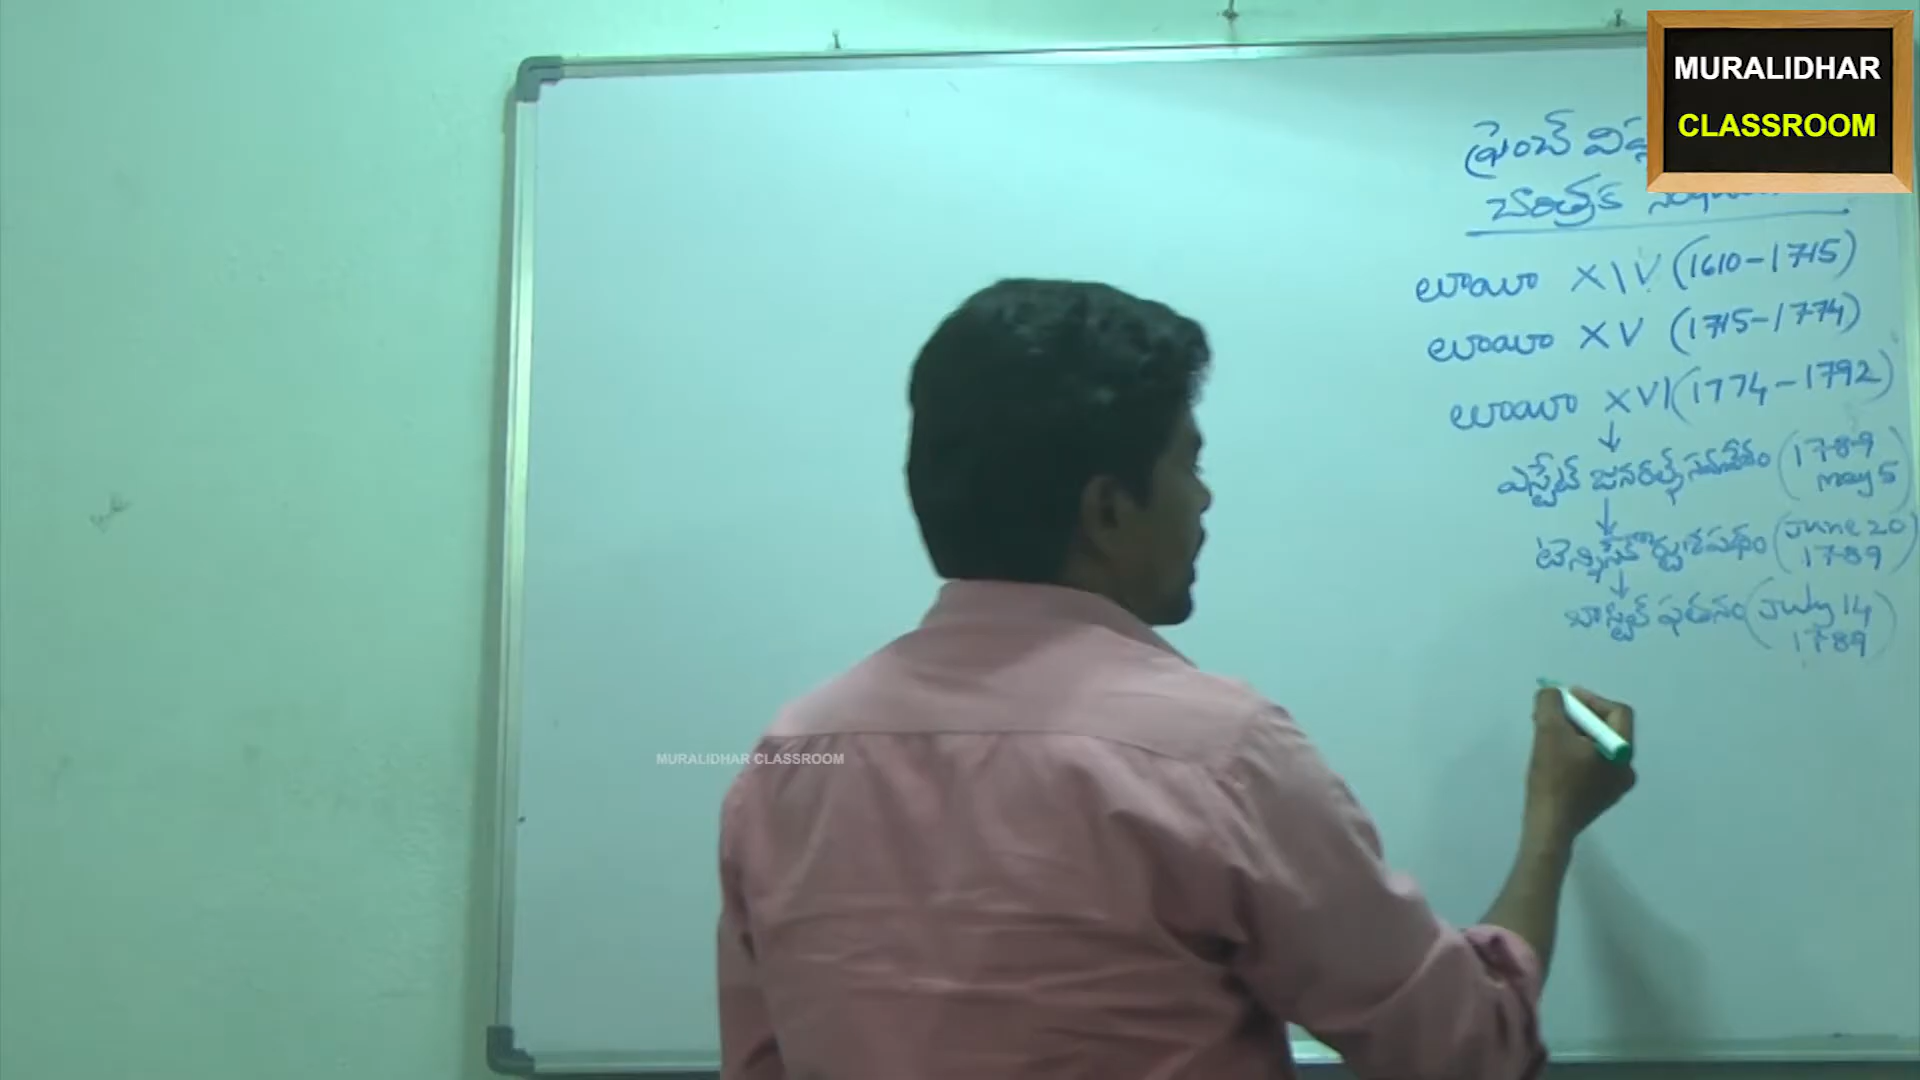 MURALIDHAR
CLASSROOM
ఫ్రెంచ్
చారిత్రక
లూయీ XIV (1610-1715)
లూయీ XV (1715-1774)
లూయీ XVI (1774-1792)
ఎస్టేట్ జనరల్స్ సమావేశం (1789 May 5)
టెన్నిస్ కోర్టు శపథం (June 20 1789)
బాస్టిల్ పతనం (July 14 1789)
MURALIDHAR CLASSROOM